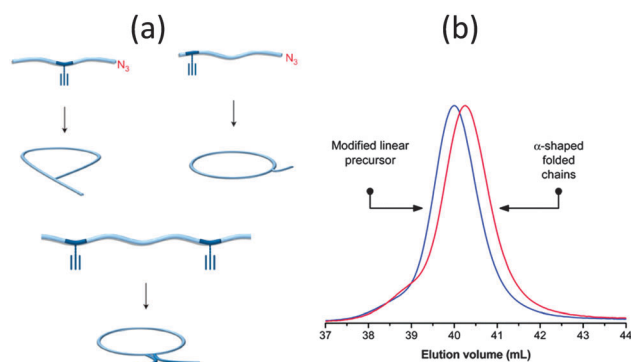 (a)
(b)
N₃
N₃
Modified linear
precursor
α-shaped
folded
chains
37 38 39 40 41 42 43 44
Elution volume (mL)